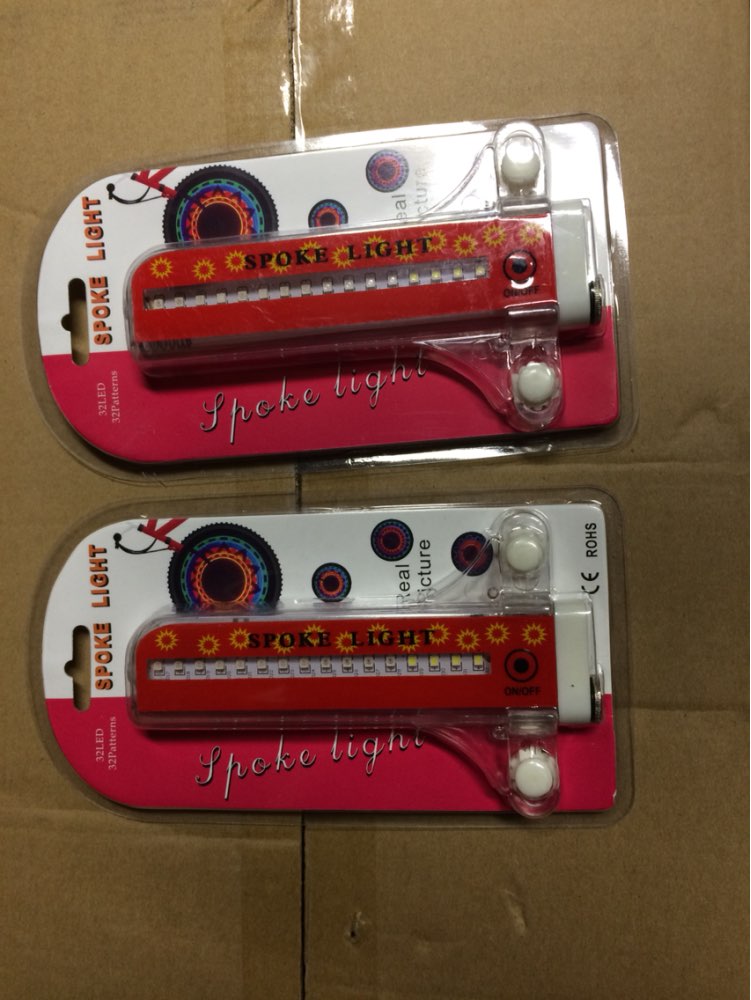 SPOKE LIGHT
32LED
32Patterns
SPOKE LIGHT
ON/OFF
Spoke light
SPOKE LIGHT
32LED
32Patterns
Real
picture
SPOKE LIGHT
ON/OFF
Spoke light
CE ROHS